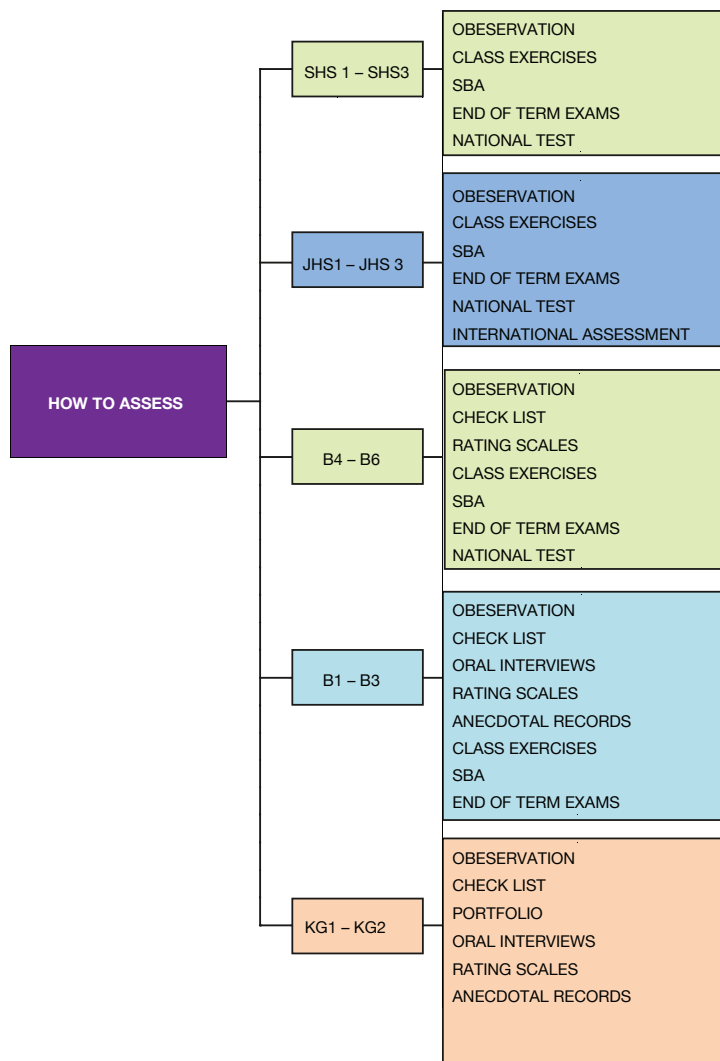 HOW TO ASSESS
SHS 1 – SHS3
OBESERVATION
CLASS EXERCISES
SBA
END OF TERM EXAMS
NATIONAL TEST
JHS1 – JHS 3
OBESERVATION
CLASS EXERCISES
SBA
END OF TERM EXAMS
NATIONAL TEST
INTERNATIONAL ASSESSMENT
B4 – B6
OBESERVATION
CHECK LIST
RATING SCALES
CLASS EXERCISES
SBA
END OF TERM EXAMS
NATIONAL TEST
B1 – B3
OBESERVATION
CHECK LIST
ORAL INTERVIEWS
RATING SCALES
ANECDOTAL RECORDS
CLASS EXERCISES
SBA
END OF TERM EXAMS
KG1 – KG2
OBESERVATION
CHECK LIST
PORTFOLIO
ORAL INTERVIEWS
RATING SCALES
ANECDOTAL RECORDS